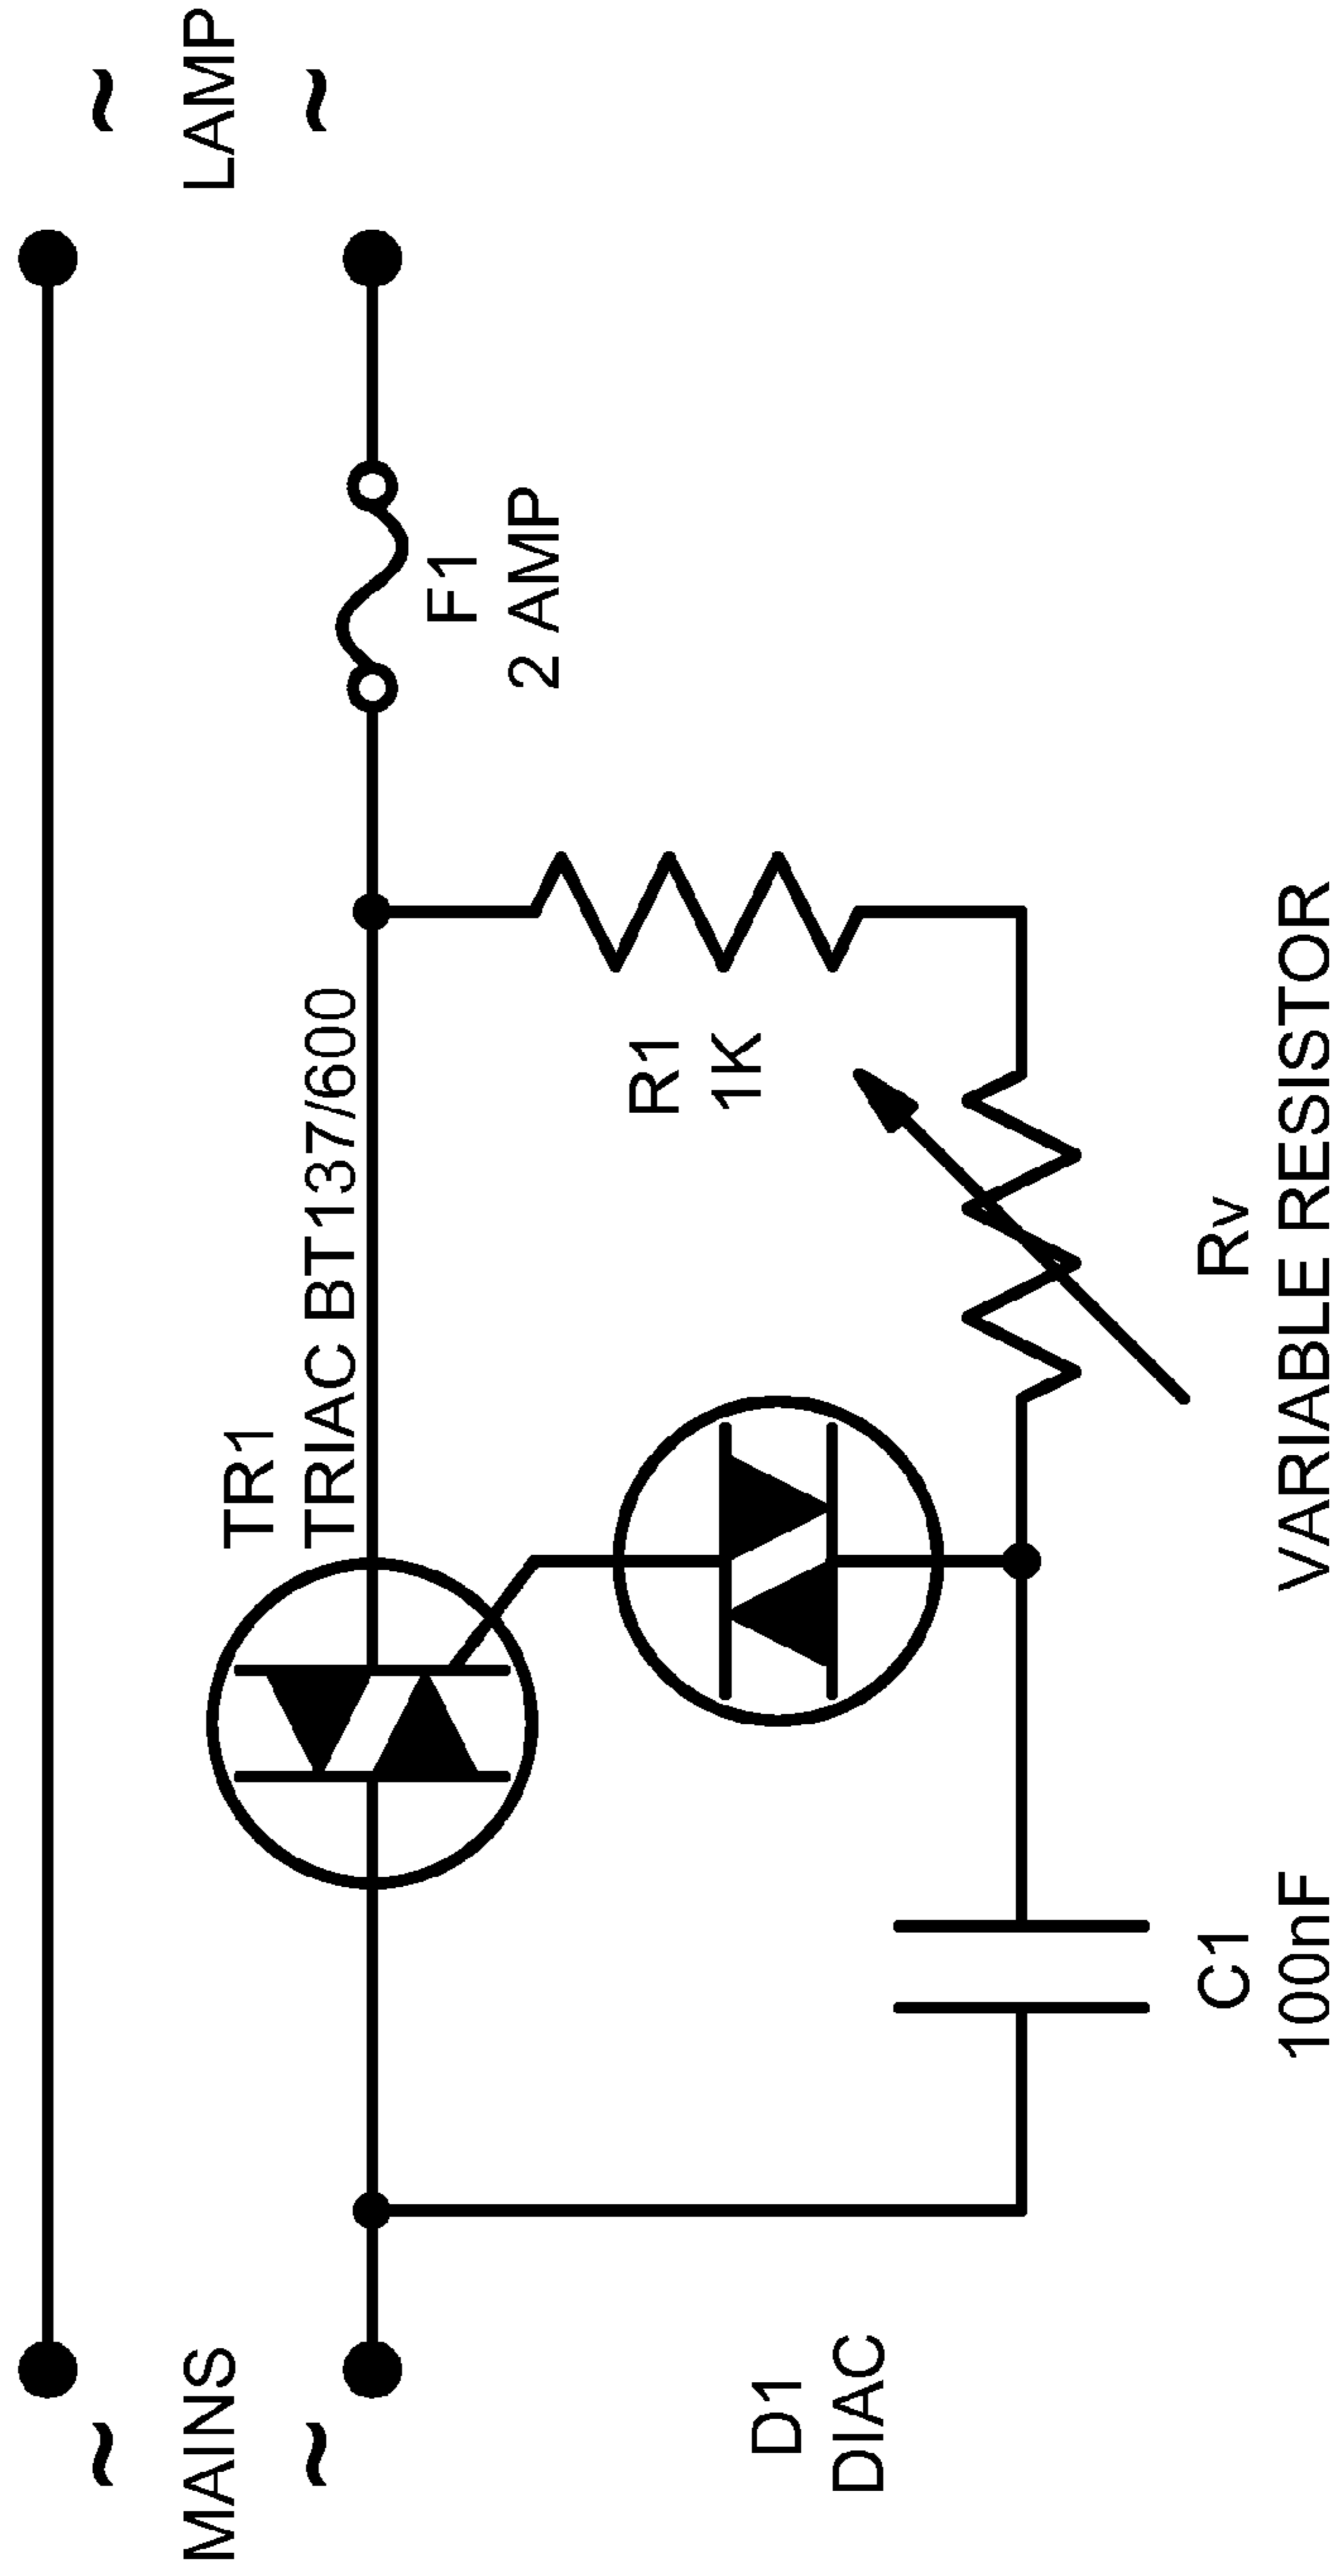 ~
MAINS
~
~
LAMP
~
TR1
TRIAC BT137/600
F1
2 AMP
R1
1K
D1
DIAC
C1
100nF
Rv
VARIABLE RESISTOR